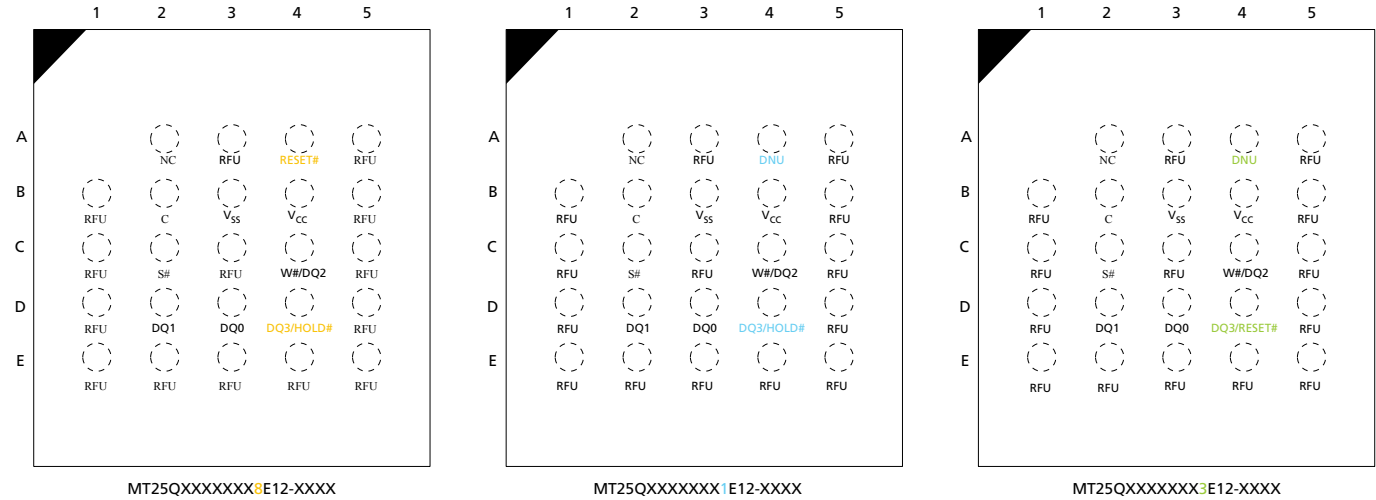 1 2 3 4 5
A NC RFU RESET# RFU
B RFU C VSS VCC RFU
C RFU S# RFU W#/DQ2 RFU
D RFU DQ1 DQ0 DQ3/HOLD# RFU
E RFU RFU RFU RFU RFU
MT25QXXXXXXX8E12-XXXX
1 2 3 4 5
A NC RFU DNU RFU
B RFU C VSS VCC RFU
C RFU S# RFU W#/DQ2 RFU
D RFU DQ1 DQ0 DQ3/HOLD# RFU
E RFU RFU RFU RFU RFU
MT25QXXXXXXX1E12-XXXX
1 2 3 4 5
A NC RFU DNU RFU
B RFU C VSS VCC RFU
C RFU S# RFU W#/DQ2 RFU
D RFU DQ1 DQ0 DQ3/RESET# RFU
E RFU RFU RFU RFU RFU
MT25QXXXXXXX3E12-XXXX